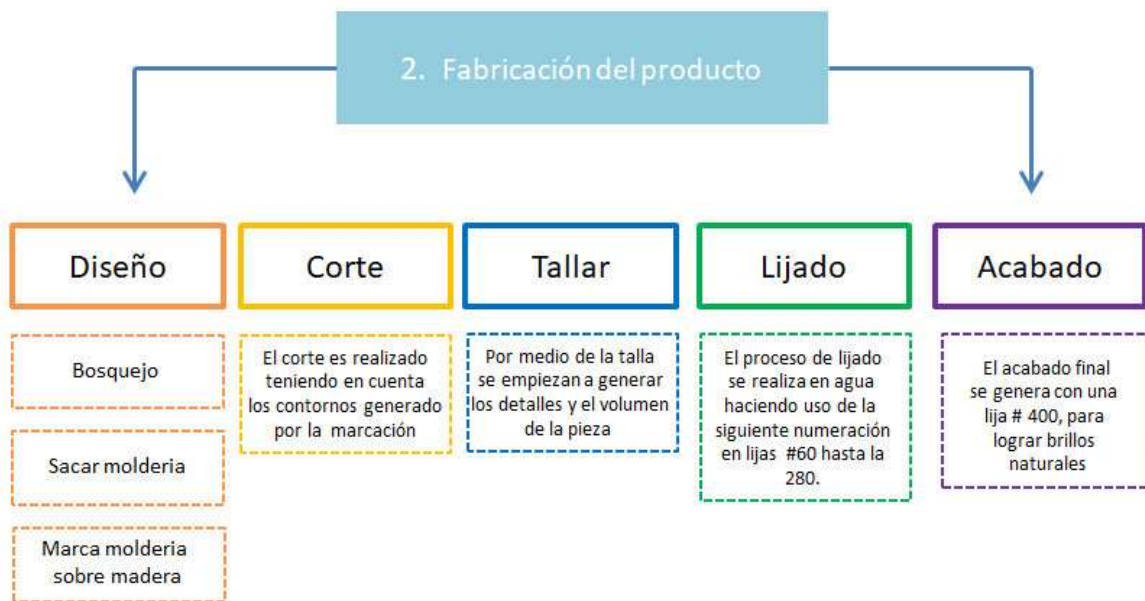 2. Fabricación del producto
Diseño
Corte
Tallar
Lijado
Acabado
Bosquejo
Sacar molderia
Marca molderia
sobre madera
El corte es realizado
teniendo en cuenta
los contornos generado
por la marcación
Por medio de la talla
se empiezan a generar
los detalles y el volumen
de la pieza
El proceso de lijado
se realiza en agua
haciendo uso de la
siguiente numeración
en lijas #60 hasta la
280.
El acabado final
se genera con una
lija # 400, para
lograr brillos
naturales